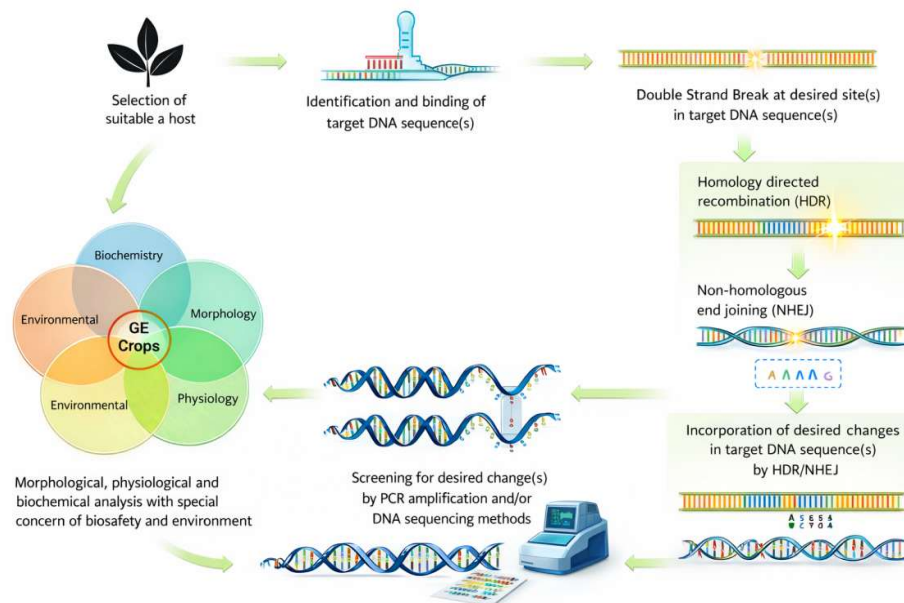 Selection of
suitable a host
Identification and binding of
target DNA sequence(s)
Double Strand Break at desired site(s)
in target DNA sequence(s)
Homology directed
recombination (HDR)
Non-homologous
end joining (NHEJ)
A Λ Λ Λ G
Incorporation of desired changes
in target DNA sequence(s)
by HDR/NHEJ
Screening for desired change(s)
by PCR amplification and/or
DNA sequencing methods
Biochemistry
Environmental
Morphology
GE
Crops
Environmental
Physiology
Morphological, physiological and
biochemical analysis with special
concern of biosafety and environment